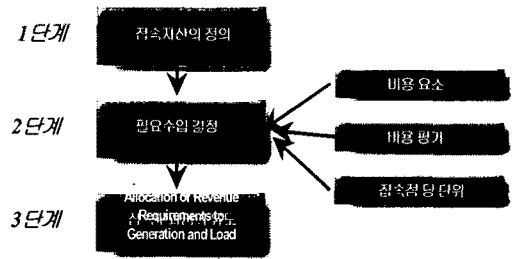 1단계
접속자산의 정의
2단계
필요수입 결정
비용 요소
비용 평가
접속점 당 단위
3단계
Allocation of Revenue
Requirements to
Generation and Load